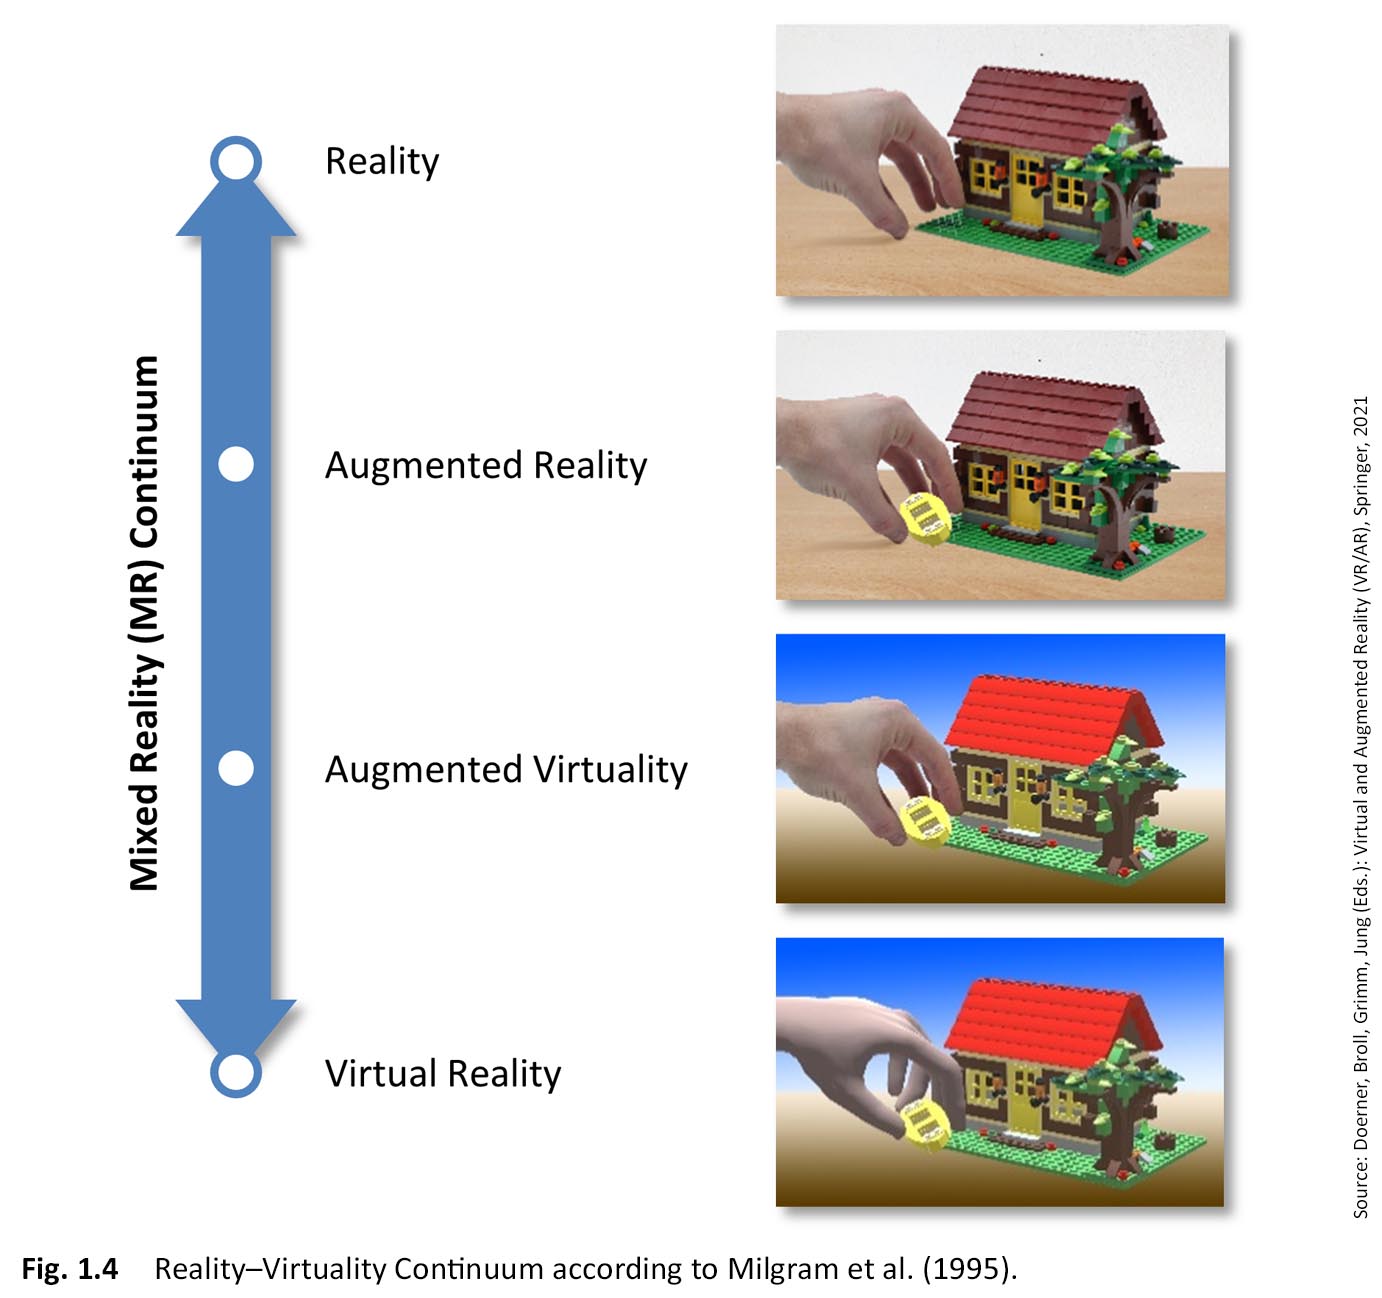 Reality
Augmented Reality
Mixed Reality (MR) Continuum
Augmented Virtuality
Virtual Reality
Source: Doerner, Broll, Grimm, Jung (Eds.): Virtual and Augmented Reality (VR/AR), Springer, 2021
Fig. 1.4 Reality–Virtuality Continuum according to Milgram et al. (1995).